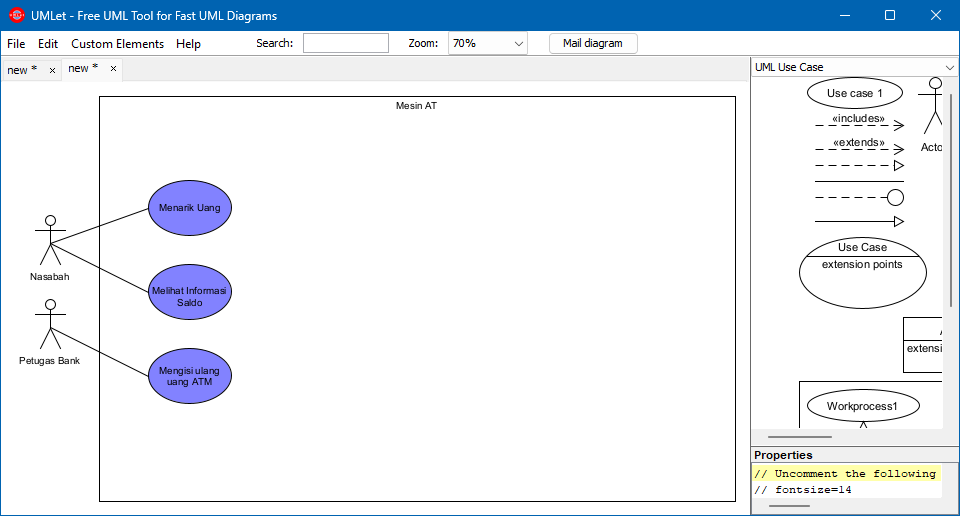 UMLet - Free UML Tool for Fast UML Diagrams
File Edit Custom Elements Help Search: Zoom: 70% Mail diagram
new * × new * ×
UML Use Case
Mesin AT
Menarik Uang
Nasabah
Melihat Informasi
Saldo
Petugas Bank
Mengisi ulang
uang ATM
Use case 1
«includes»
«extends»
Acto
Use Case
extension points
extensi
Workprocess1
Properties
// Uncomment the following
// fontsize=14